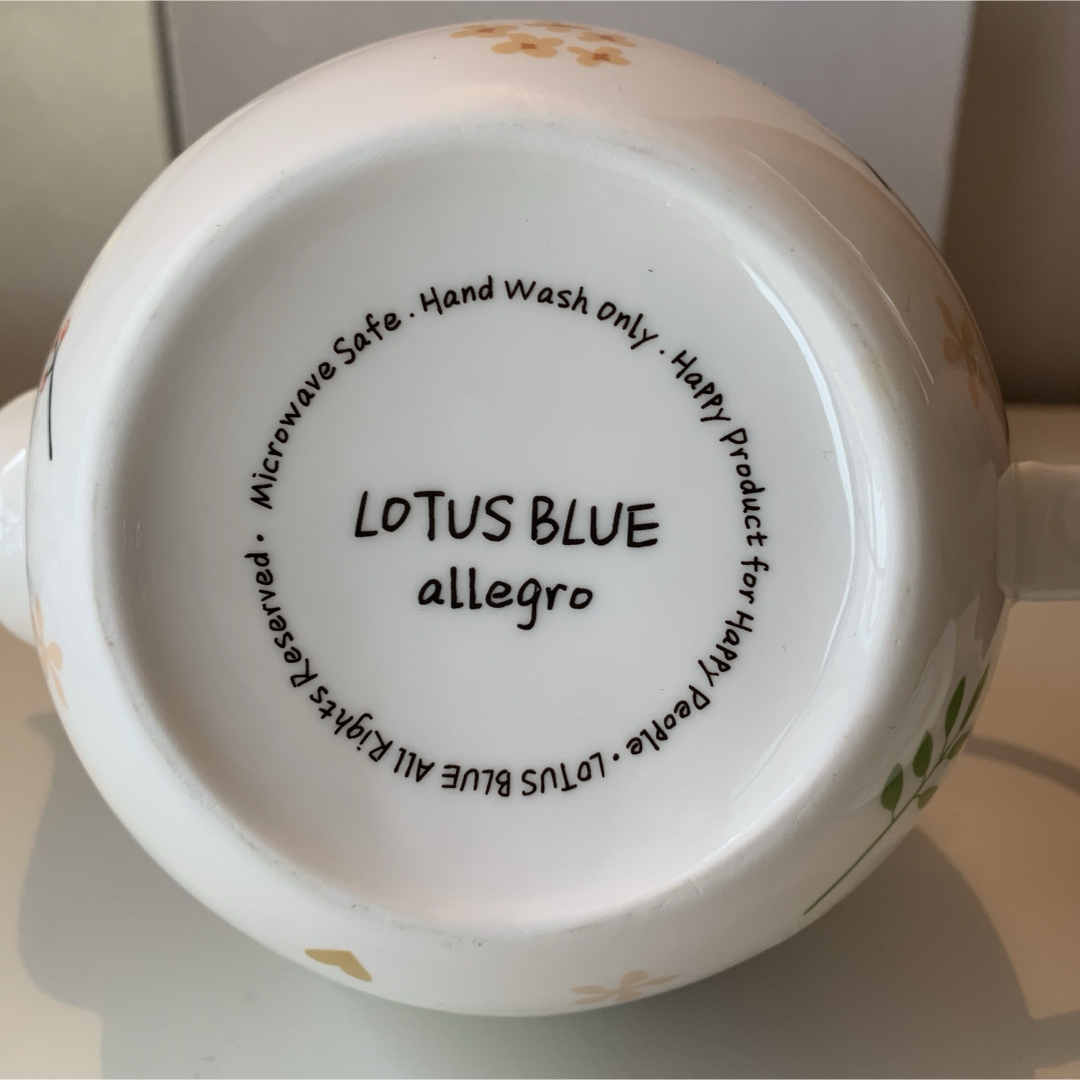 Microwave Safe . Hand Wash only . Happy Product for Happy People . LOTUS BLUE All Rights Reserved .
LOTUS BLUE
allegro